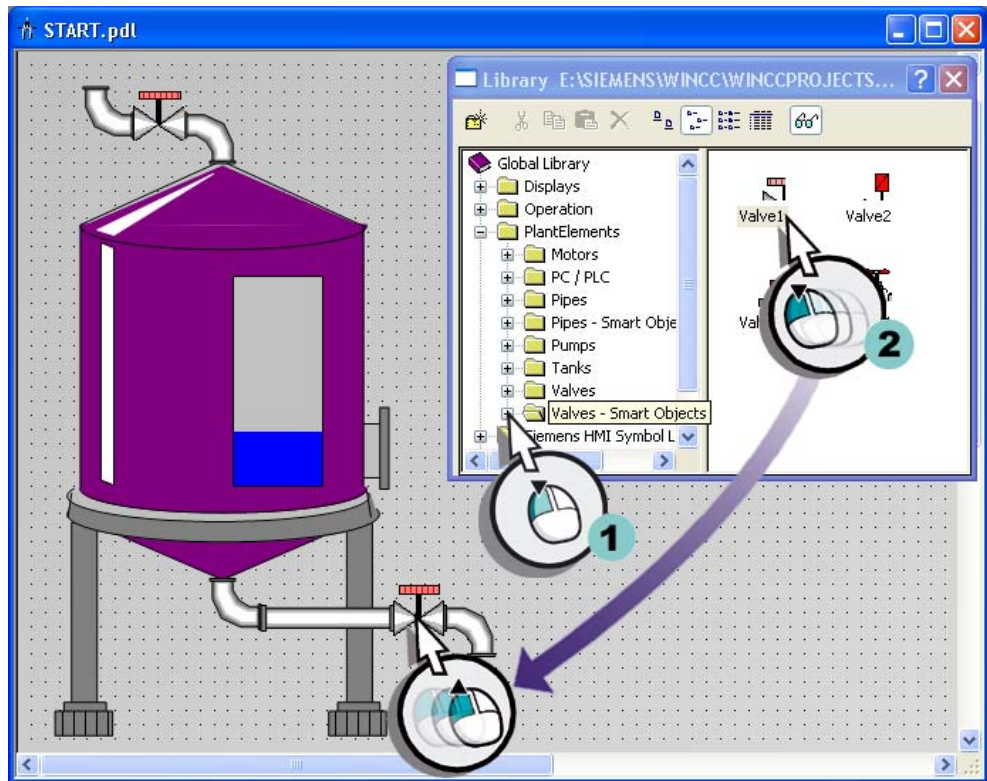 START.pdl
Library E:\SIEMENS\WINCC\WINCCPROJECTS...
Global Library
Displays
Operation
PlantElements
Motors
PC / PLC
Pipes
Pipes - Smart Obje
Pumps
Tanks
Valves
Valves - Smart Objects
Siemens HMI Symbol L
Valve1
Valve2
Val
1
2